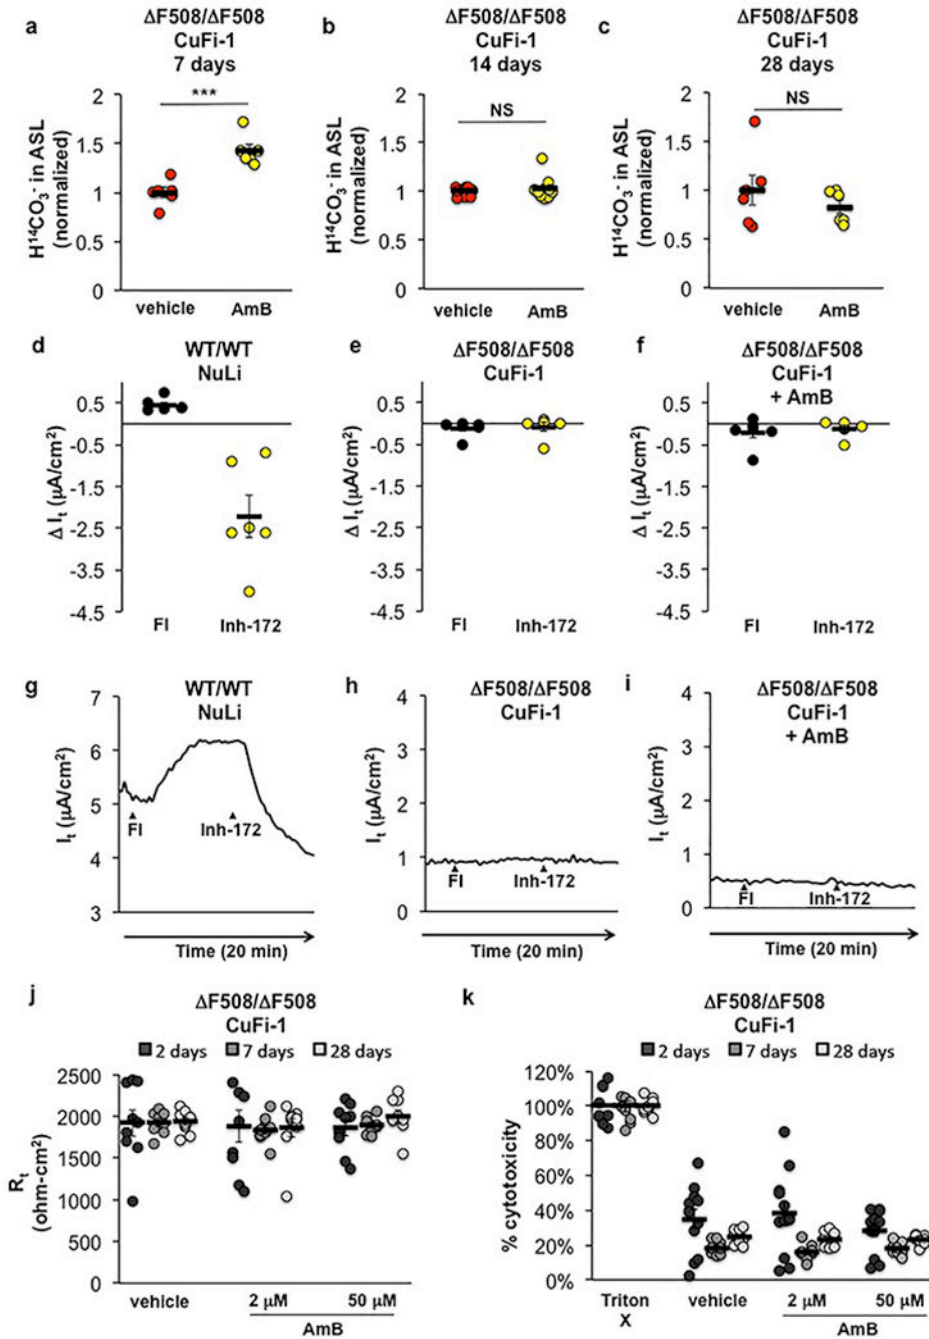 a
ΔF508/ΔF508
CuFi-1
7 days
***
H¹⁴CO₃⁻ in ASL
(normalized)
2
1.5
1
0.5
0
vehicle
AmB
b
ΔF508/ΔF508
CuFi-1
14 days
NS
H¹⁴CO₃⁻ in ASL
(normalized)
2
1.5
1
0.5
0
vehicle
AmB
c
ΔF508/ΔF508
CuFi-1
28 days
NS
H¹⁴CO₃⁻ in ASL
(normalized)
2
1.5
1
0.5
0
vehicle
AmB
d
WT/WT
NuLi
Δ Iₜ (µA/cm²)
0.5
-0.5
-1.5
-2.5
-3.5
-4.5
FI
Inh-172
e
ΔF508/ΔF508
CuFi-1
Δ Iₜ (µA/cm²)
0.5
-0.5
-1.5
-2.5
-3.5
-4.5
FI
Inh-172
f
ΔF508/ΔF508
CuFi-1
+ AmB
Δ Iₜ (µA/cm²)
0.5
-0.5
-1.5
-2.5
-3.5
-4.5
FI
Inh-172
g
WT/WT
NuLi
Iₜ (µA/cm²)
7
6
5
4
3
FI
Inh-172
Time (20 min)
h
ΔF508/ΔF508
CuFi-1
Iₜ (µA/cm²)
4
3
2
1
0
FI
Inh-172
Time (20 min)
i
ΔF508/ΔF508
CuFi-1
+ AmB
Iₜ (µA/cm²)
4
3
2
1
0
FI
Inh-172
Time (20 min)
j
ΔF508/ΔF508
CuFi-1
2 days 7 days 28 days
Rₜ
(ohm-cm²)
2500
2000
1500
1000
500
0
vehicle
2 µM
50 µM
AmB
k
ΔF508/ΔF508
CuFi-1
2 days 7 days 28 days
% cytotoxicity
120%
100%
80%
60%
40%
20%
0%
Triton
X
vehicle
2 µM
50 µM
AmB